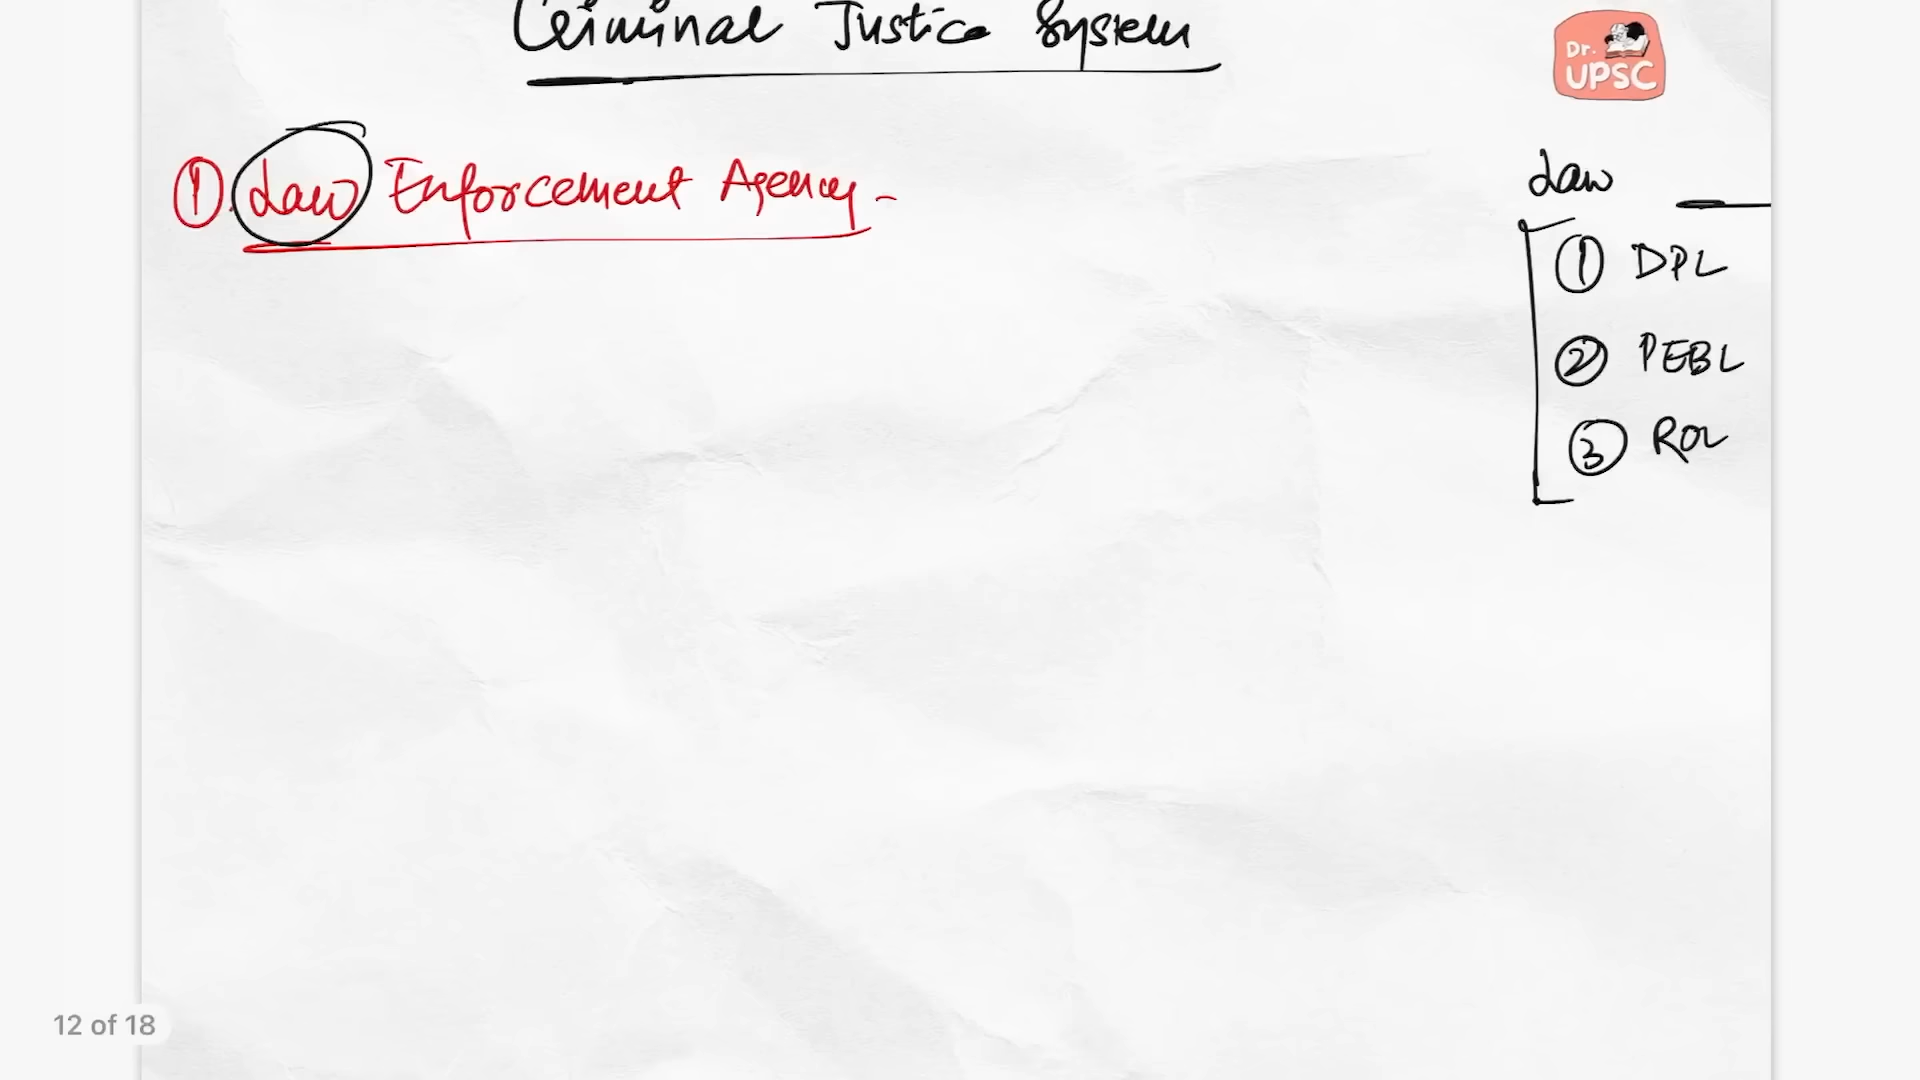 Criminal Justice System
Dr.
UPSC
① Law Enforcement Agency -
Law
① DPL
② PEBL
③ ROL
12 of 18